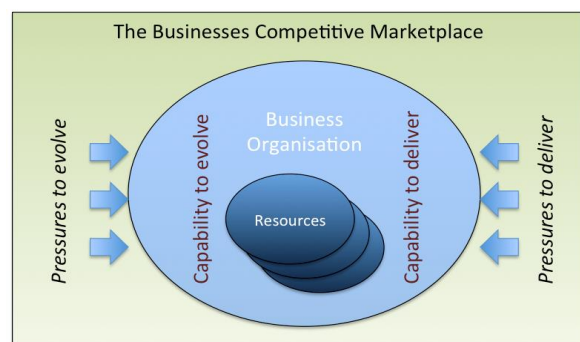 The Businesses Competitive Marketplace
Pressures to evolve
Capability to evolve
Business
Organisation
Resources
Capability to deliver
Pressures to deliver